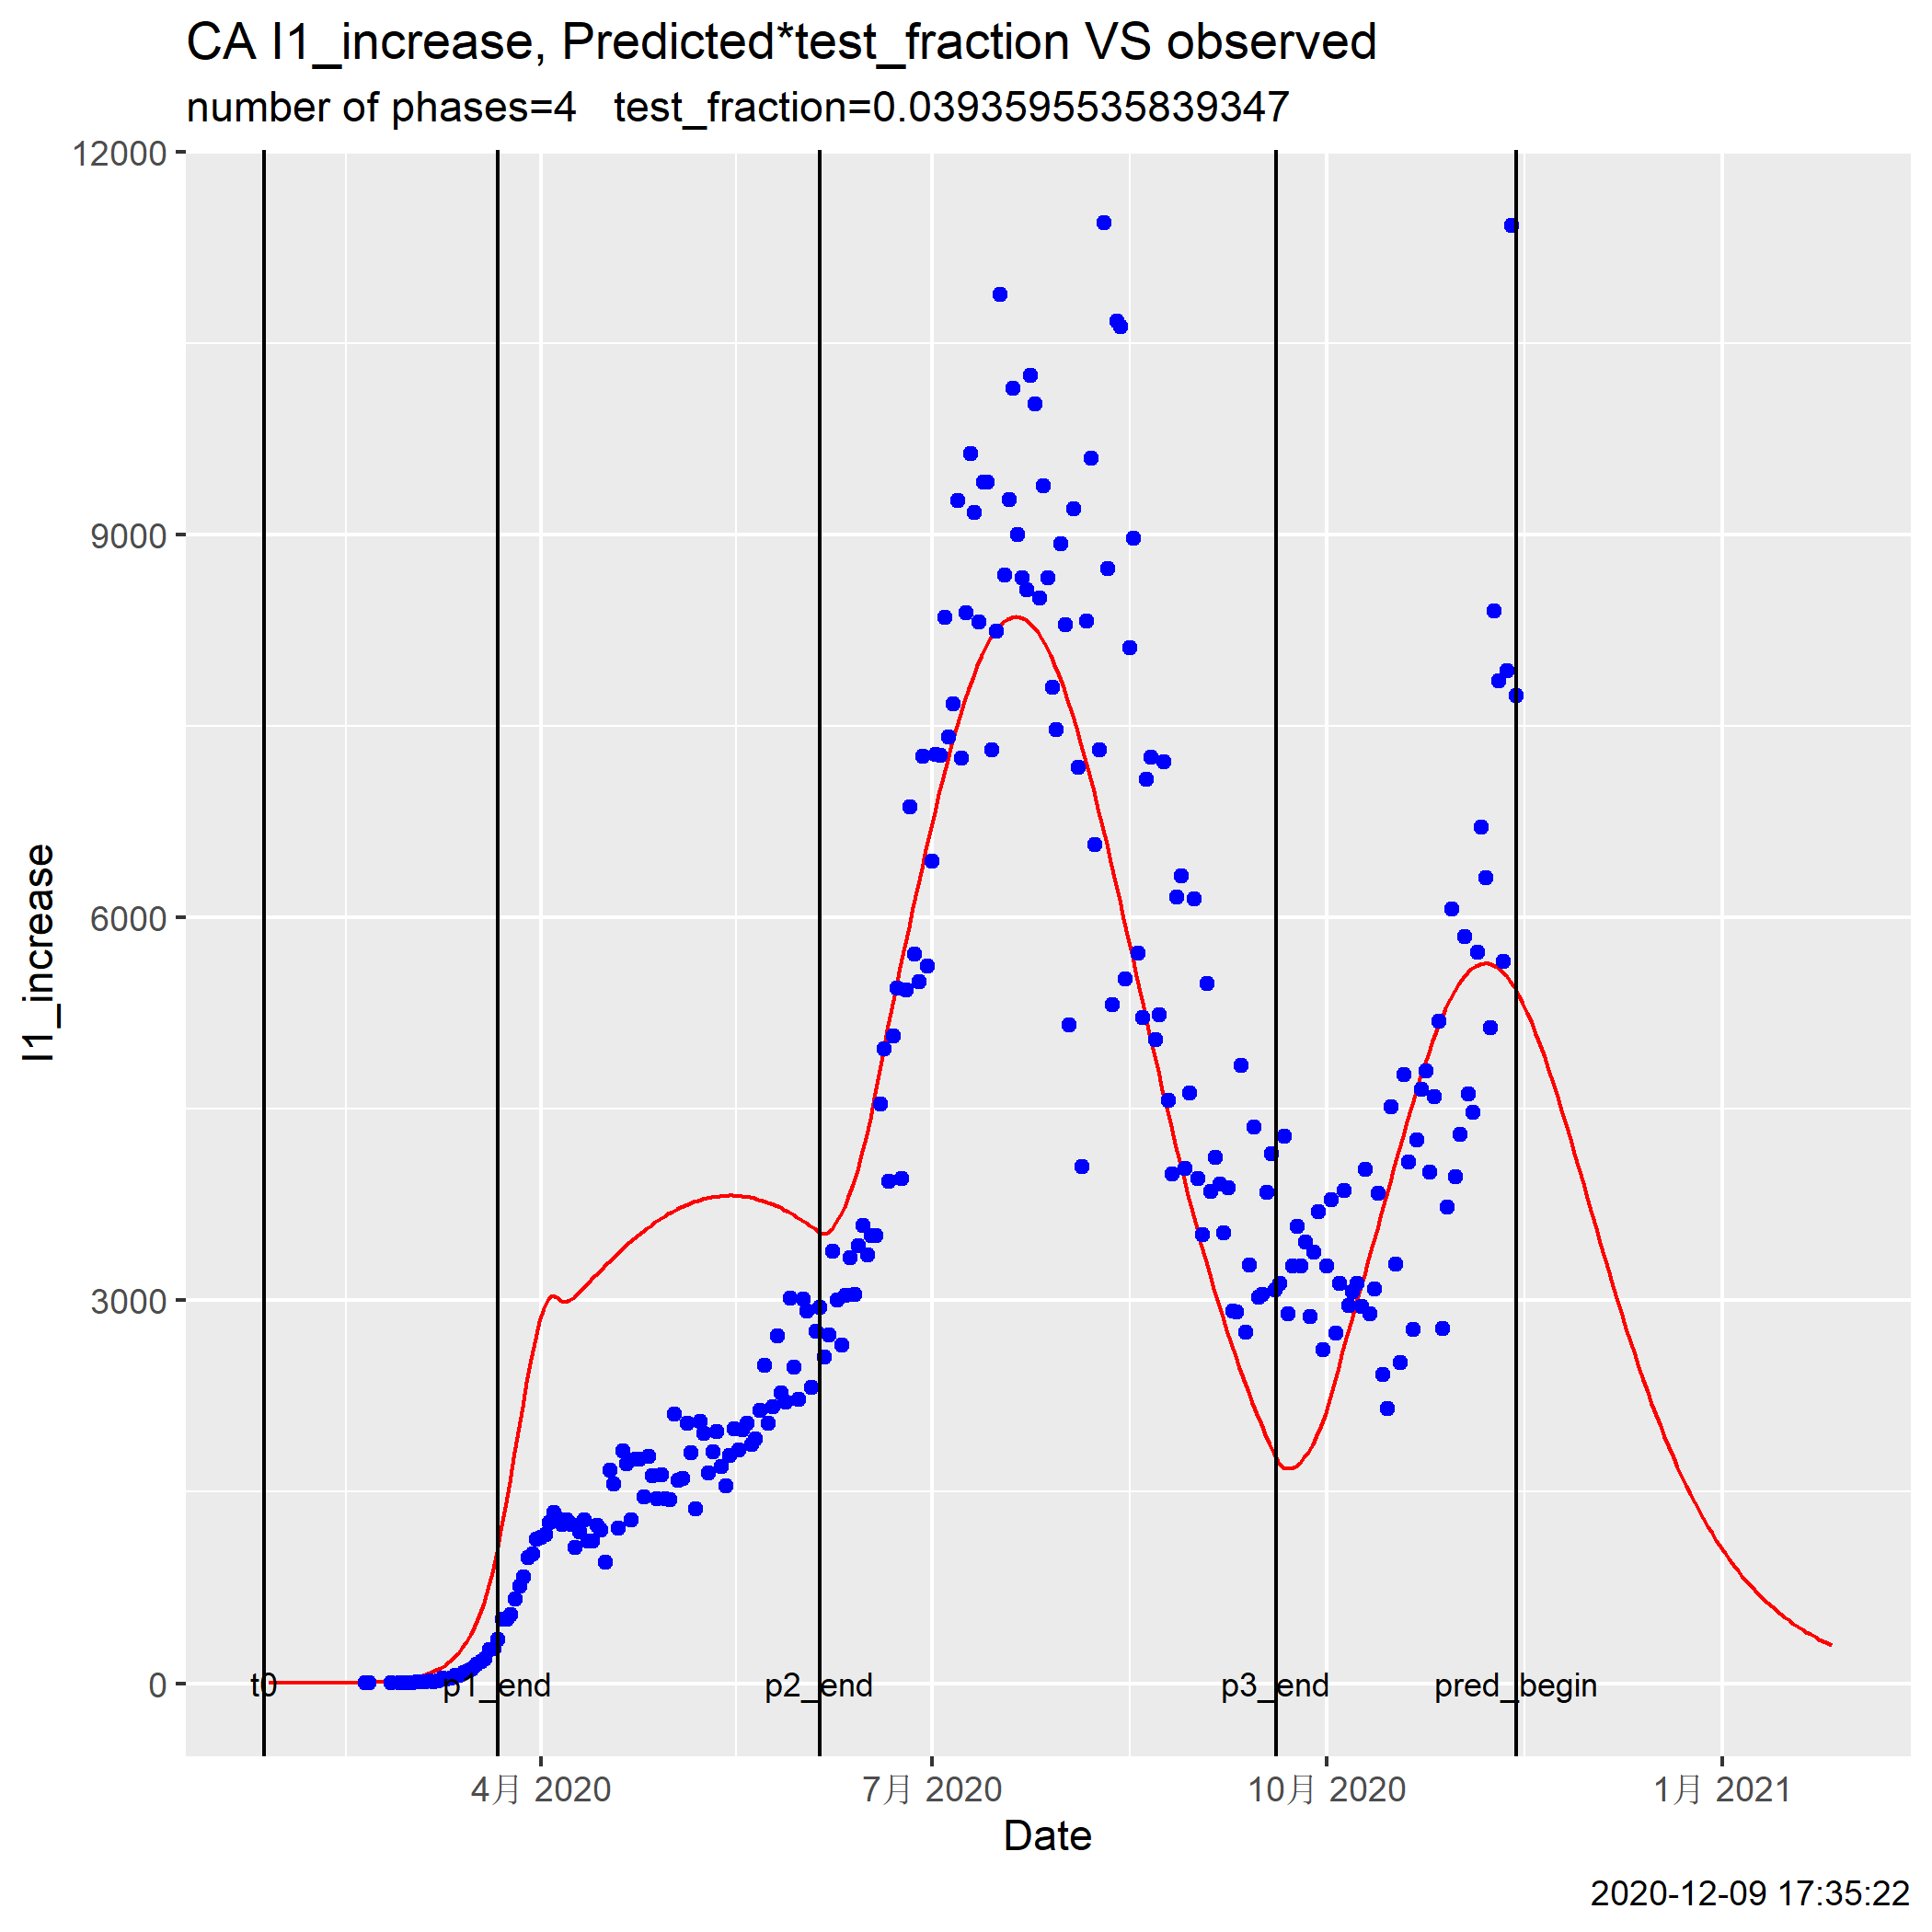 CA I1_increase, Predicted*test_fraction VS observed
number of phases=4 test_fraction=0.0393595535839347
12000
9000
6000
3000
0
I1_increase
t0
p1_end
p2_end
p3_end
pred_begin
4月 2020
7月 2020
10月 2020
1月 2021
Date
2020-12-09 17:35:22